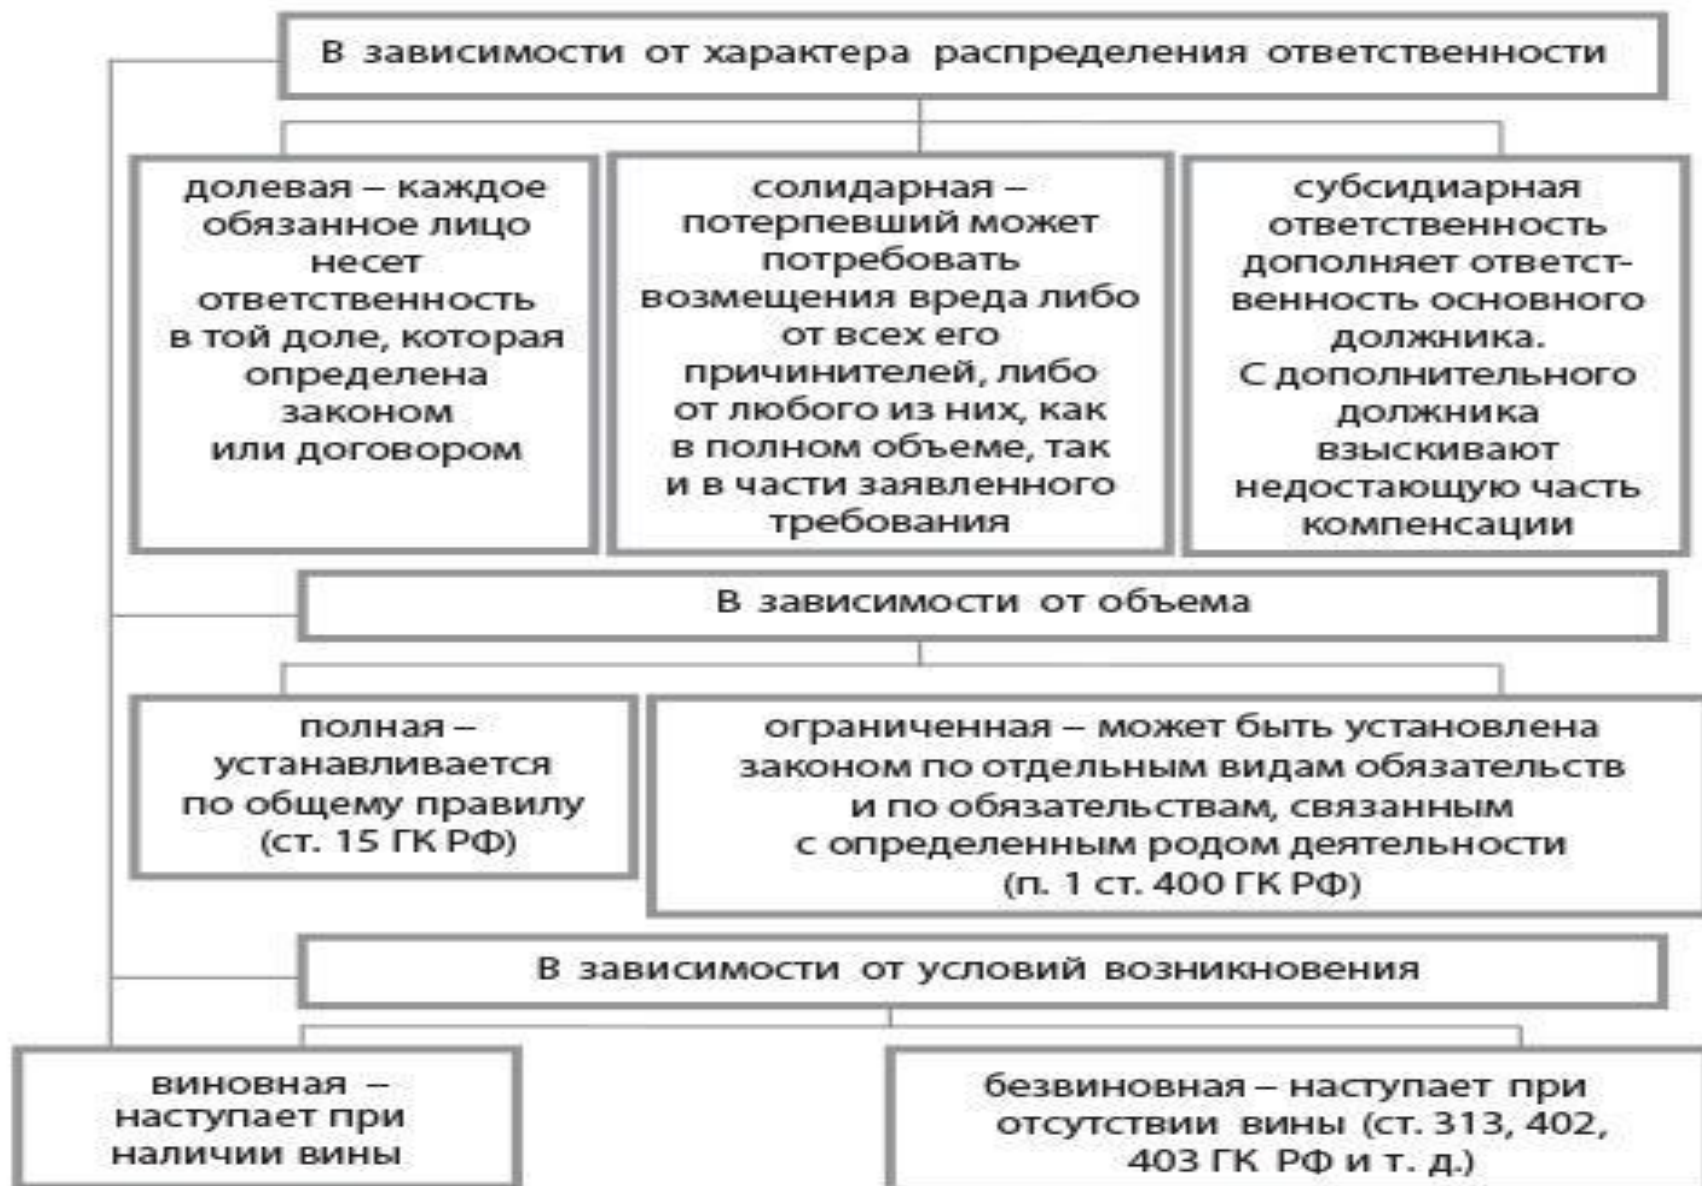 В зависимости от характера распределения ответственности
долевая – каждое
обязанное лицо
несет
ответственность
в той доле, которая
определена
законом
или договором
солидарная –
потерпевший может
потребовать
возмещения вреда либо
от всех его
причинителей, либо
от любого из них, как
в полном объеме, так
и в части заявленного
требования
субсидиарная
ответственность
дополняет ответст-
венность основного
должника.
С дополнительного
должника
взыскивают
недостающую часть
компенсации
В зависимости от объема
полная –
устанавливается
по общему правилу
(ст. 15 ГК РФ)
ограниченная – может быть установлена
законом по отдельным видам обязательств
и по обязательствам, связанным
с определенным родом деятельности
(п. 1 ст. 400 ГК РФ)
В зависимости от условий возникновения
виновная –
наступает при
наличии вины
безвиновная – наступает при
отсутствии вины (ст. 313, 402,
403 ГК РФ и т. д.)